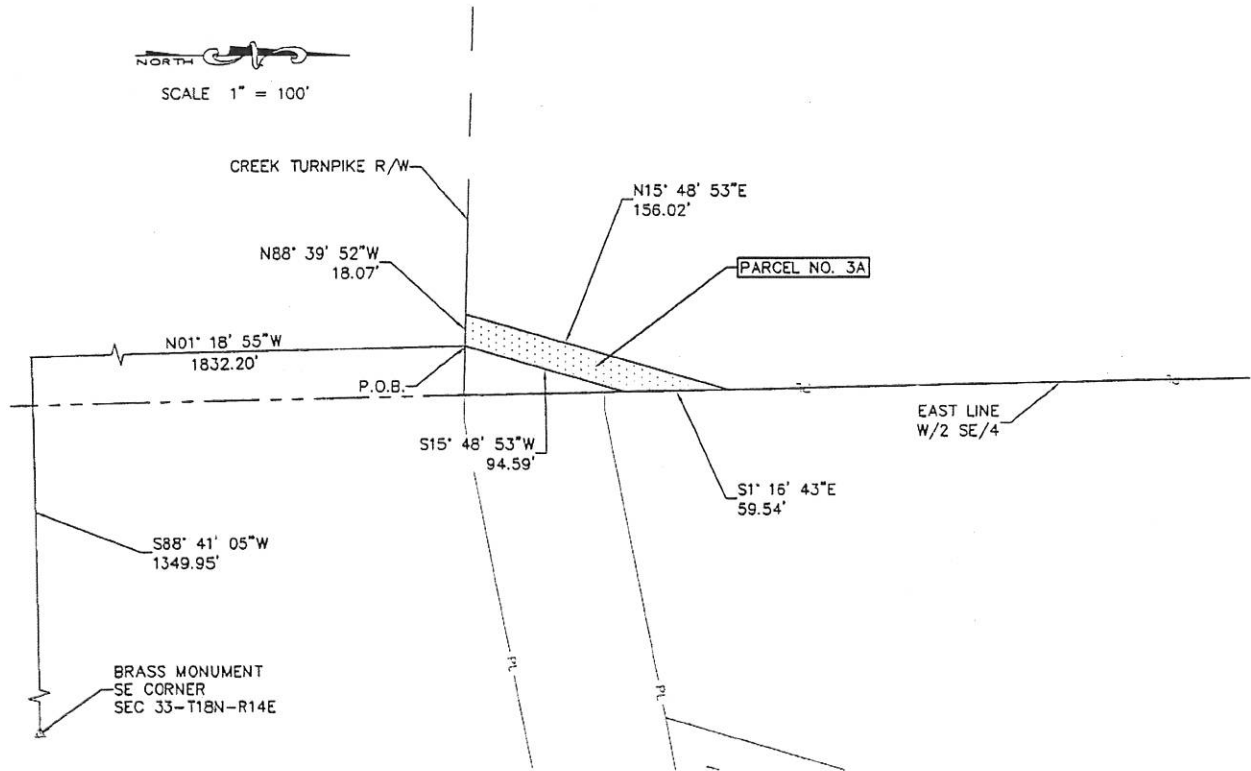 NORTH
SCALE 1" = 100'
CREEK TURNPIKE R/W
N15° 48' 53"E
156.02'
N88° 39' 52"W
18.07'
PARCEL NO. 3A
N01° 18' 55"W
1832.20'
P.O.B.
EAST LINE
W/2 SE/4
S15° 48' 53"W
94.59'
S1° 16' 43"E
59.54'
S88° 41' 05"W
1349.95'
BRASS MONUMENT
SE CORNER
SEC 33-T18N-R14E
PL
PL